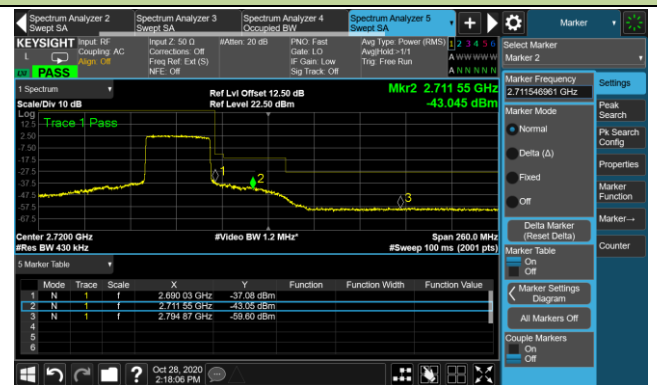 Spectrum Analyzer 2 Spectrum Analyzer 3 Spectrum Analyzer 4 Spectrum Analyzer 5 Marker
Swept SA Swept SA Occupied BW Swept SA
KEYSIGHT Input: RF Input Z: 50 Ω #Atten: 20 dB PNO: Fast Avg Type: Power (RMS) 1 2 3 4 5 6
L Coupling: AC Corrections: Off Gate: LO Avg|Hold:>1/1 A W W W W W
Align: Off Freq Ref: Ext (S) IF Gain: Low Trig: Free Run
LXI PASS NFE: Off Sig Track: Off A N N N N N
Select Marker
Marker 2
1 Spectrum Ref Lvl Offset 12.50 dB Mkr2 2.711 55 GHz
Scale/Div 10 dB Ref Level 22.50 dBm -43.045 dBm
Log
Trace 1 Pass
12.5
2.50
-7.50
-17.5
-27.5
-37.5
-47.5
-57.5
-67.5
1
2
3
Center 2.7200 GHz #Video BW 1.2 MHz* Span 260.0 MHz
#Res BW 430 kHz #Sweep 100 ms (2001 pts)
5 Marker Table
Mode Trace Scale X Y Function Function Width Function Value
1 N 1 f 2.690 03 GHz -37.08 dBm
2 N 1 f 2.711 55 GHz -43.05 dBm
3 N 1 f 2.794 87 GHz -59.60 dBm
4
5
6
Marker Frequency
2.711546961 GHz
Marker Mode
Normal
Delta (Δ)
Fixed
Off
Delta Marker
(Reset Delta)
Marker Table
On
Off
Marker Settings
Diagram
All Markers Off
Couple Markers
On
Off
Settings
Peak
Search
Pk Search
Config
Properties
Marker
Function
Marker→
Counter
? Oct 28, 2020
2:18:06 PM